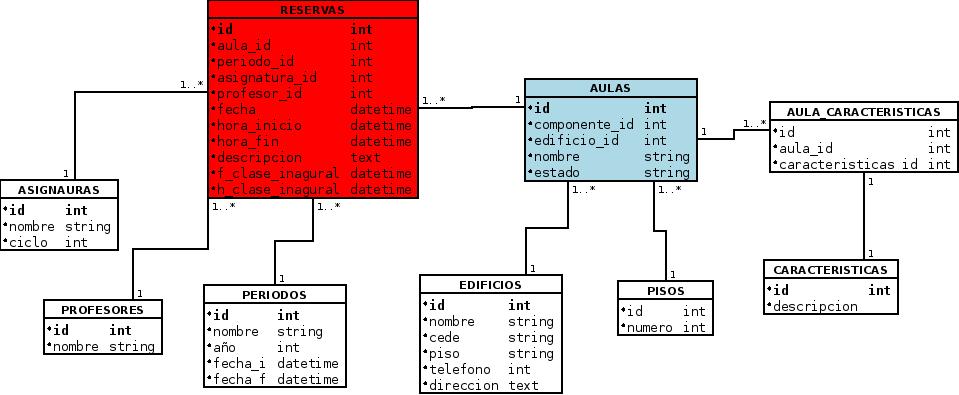 RESERVAS
id int
aula_id int
periodo_id int
asignatura_id int
profesor_id int
fecha datetime
hora_inicio datetime
hora_fin datetime
descripcion text
f_clase_inagural datetime
h_clase_inagural datetime
1..*
1..*
1..*
1..*
1
AULAS
id int
componente_id int
edificio_id int
nombre string
estado string
1
1..*
1..*
1..*
AULA_CARACTERISTICAS
id int
aula_id int
caracteristicas_id int
1
1
CARACTERISTICAS
id int
descripcion
1
ASIGNAURAS
id int
nombre string
ciclo int
1
PROFESORES
id int
nombre string
1
PERIODOS
id int
nombre string
año int
fecha_i datetime
fecha_f datetime
1
EDIFICIOS
id int
nombre string
cede string
piso string
telefono int
direccion text
1
PISOS
id int
numero int